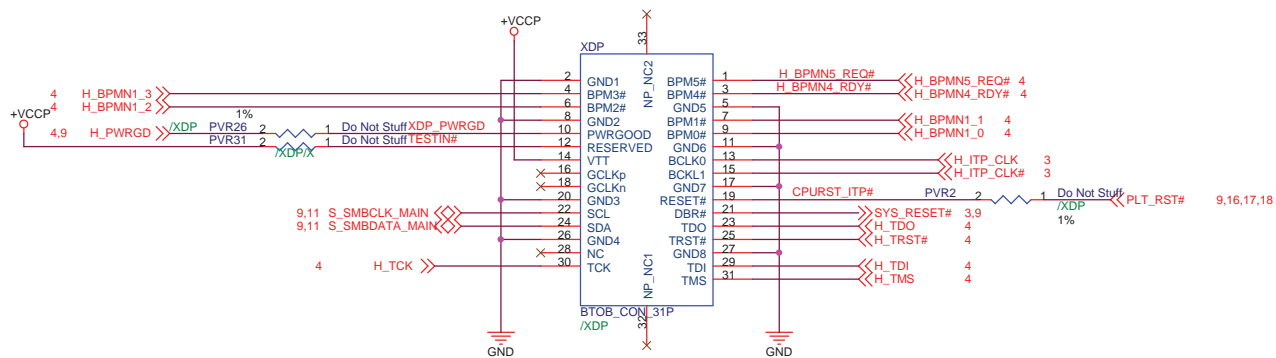 +VCCP
33
XDP
NP_NC2
4 H_BPMN1_3
4 H_BPMN1_2
+VCCP
1%
4,9 H_PWRGD /XDP PVR26 2 1 Do Not Stuff XDP_PWRGD
PVR31 2 1 Do Not Stuff TESTIN#
/XDP/X
9,11 S_SMBCLK_MAIN
9,11 S_SMBDATA_MAIN
4 H_TCK
2 GND1
4 BPM3#
6 BPM2#
8 GND2
10 PWRGOOD
12 RESERVED
14 VTT
16 GCLKp
18 GCLKn
20 GND3
22 SCL
24 SDA
26 GND4
28 NC
30 TCK
BPM5# 1 H_BPMN5_REQ# H_BPMN5_REQ# 4
BPM4# 3 H_BPMN4_RDY# H_BPMN4_RDY# 4
GND5 5
BPM1# 7 H_BPMN1_1 4
BPM0# 9 H_BPMN1_0 4
GND6 11
BCLK0 13 H_ITP_CLK 3
BCKL1 15 H_ITP_CLK# 3
GND7 17
RESET# 19 CPURST_ITP# PVR2 2 1 Do Not Stuff PLT_RST# 9,16,17,18
/XDP
1%
DBR# 21 SYS_RESET# 3,9
TDO 23 H_TDO 4
TRST# 25 H_TRST# 4
GND8 27
TDI 29 H_TDI 4
TMS 31 H_TMS 4
NP_NC1
BTOB_CON_31P
/XDP
32
GND
GND